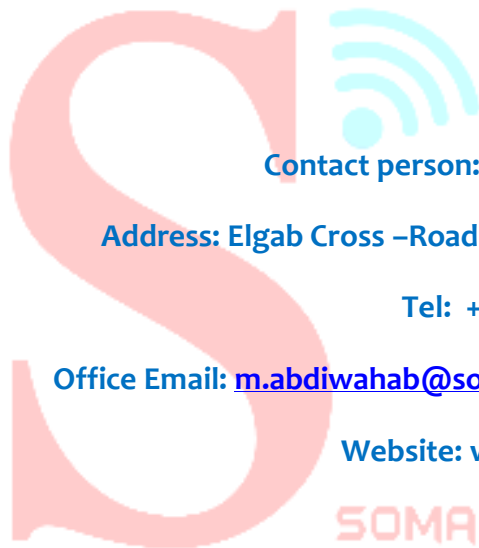 Contact person:
Address: Elgab Cross –Road
Tel: +
Office Email: m.abdiwahab@so
Website:
SOMA